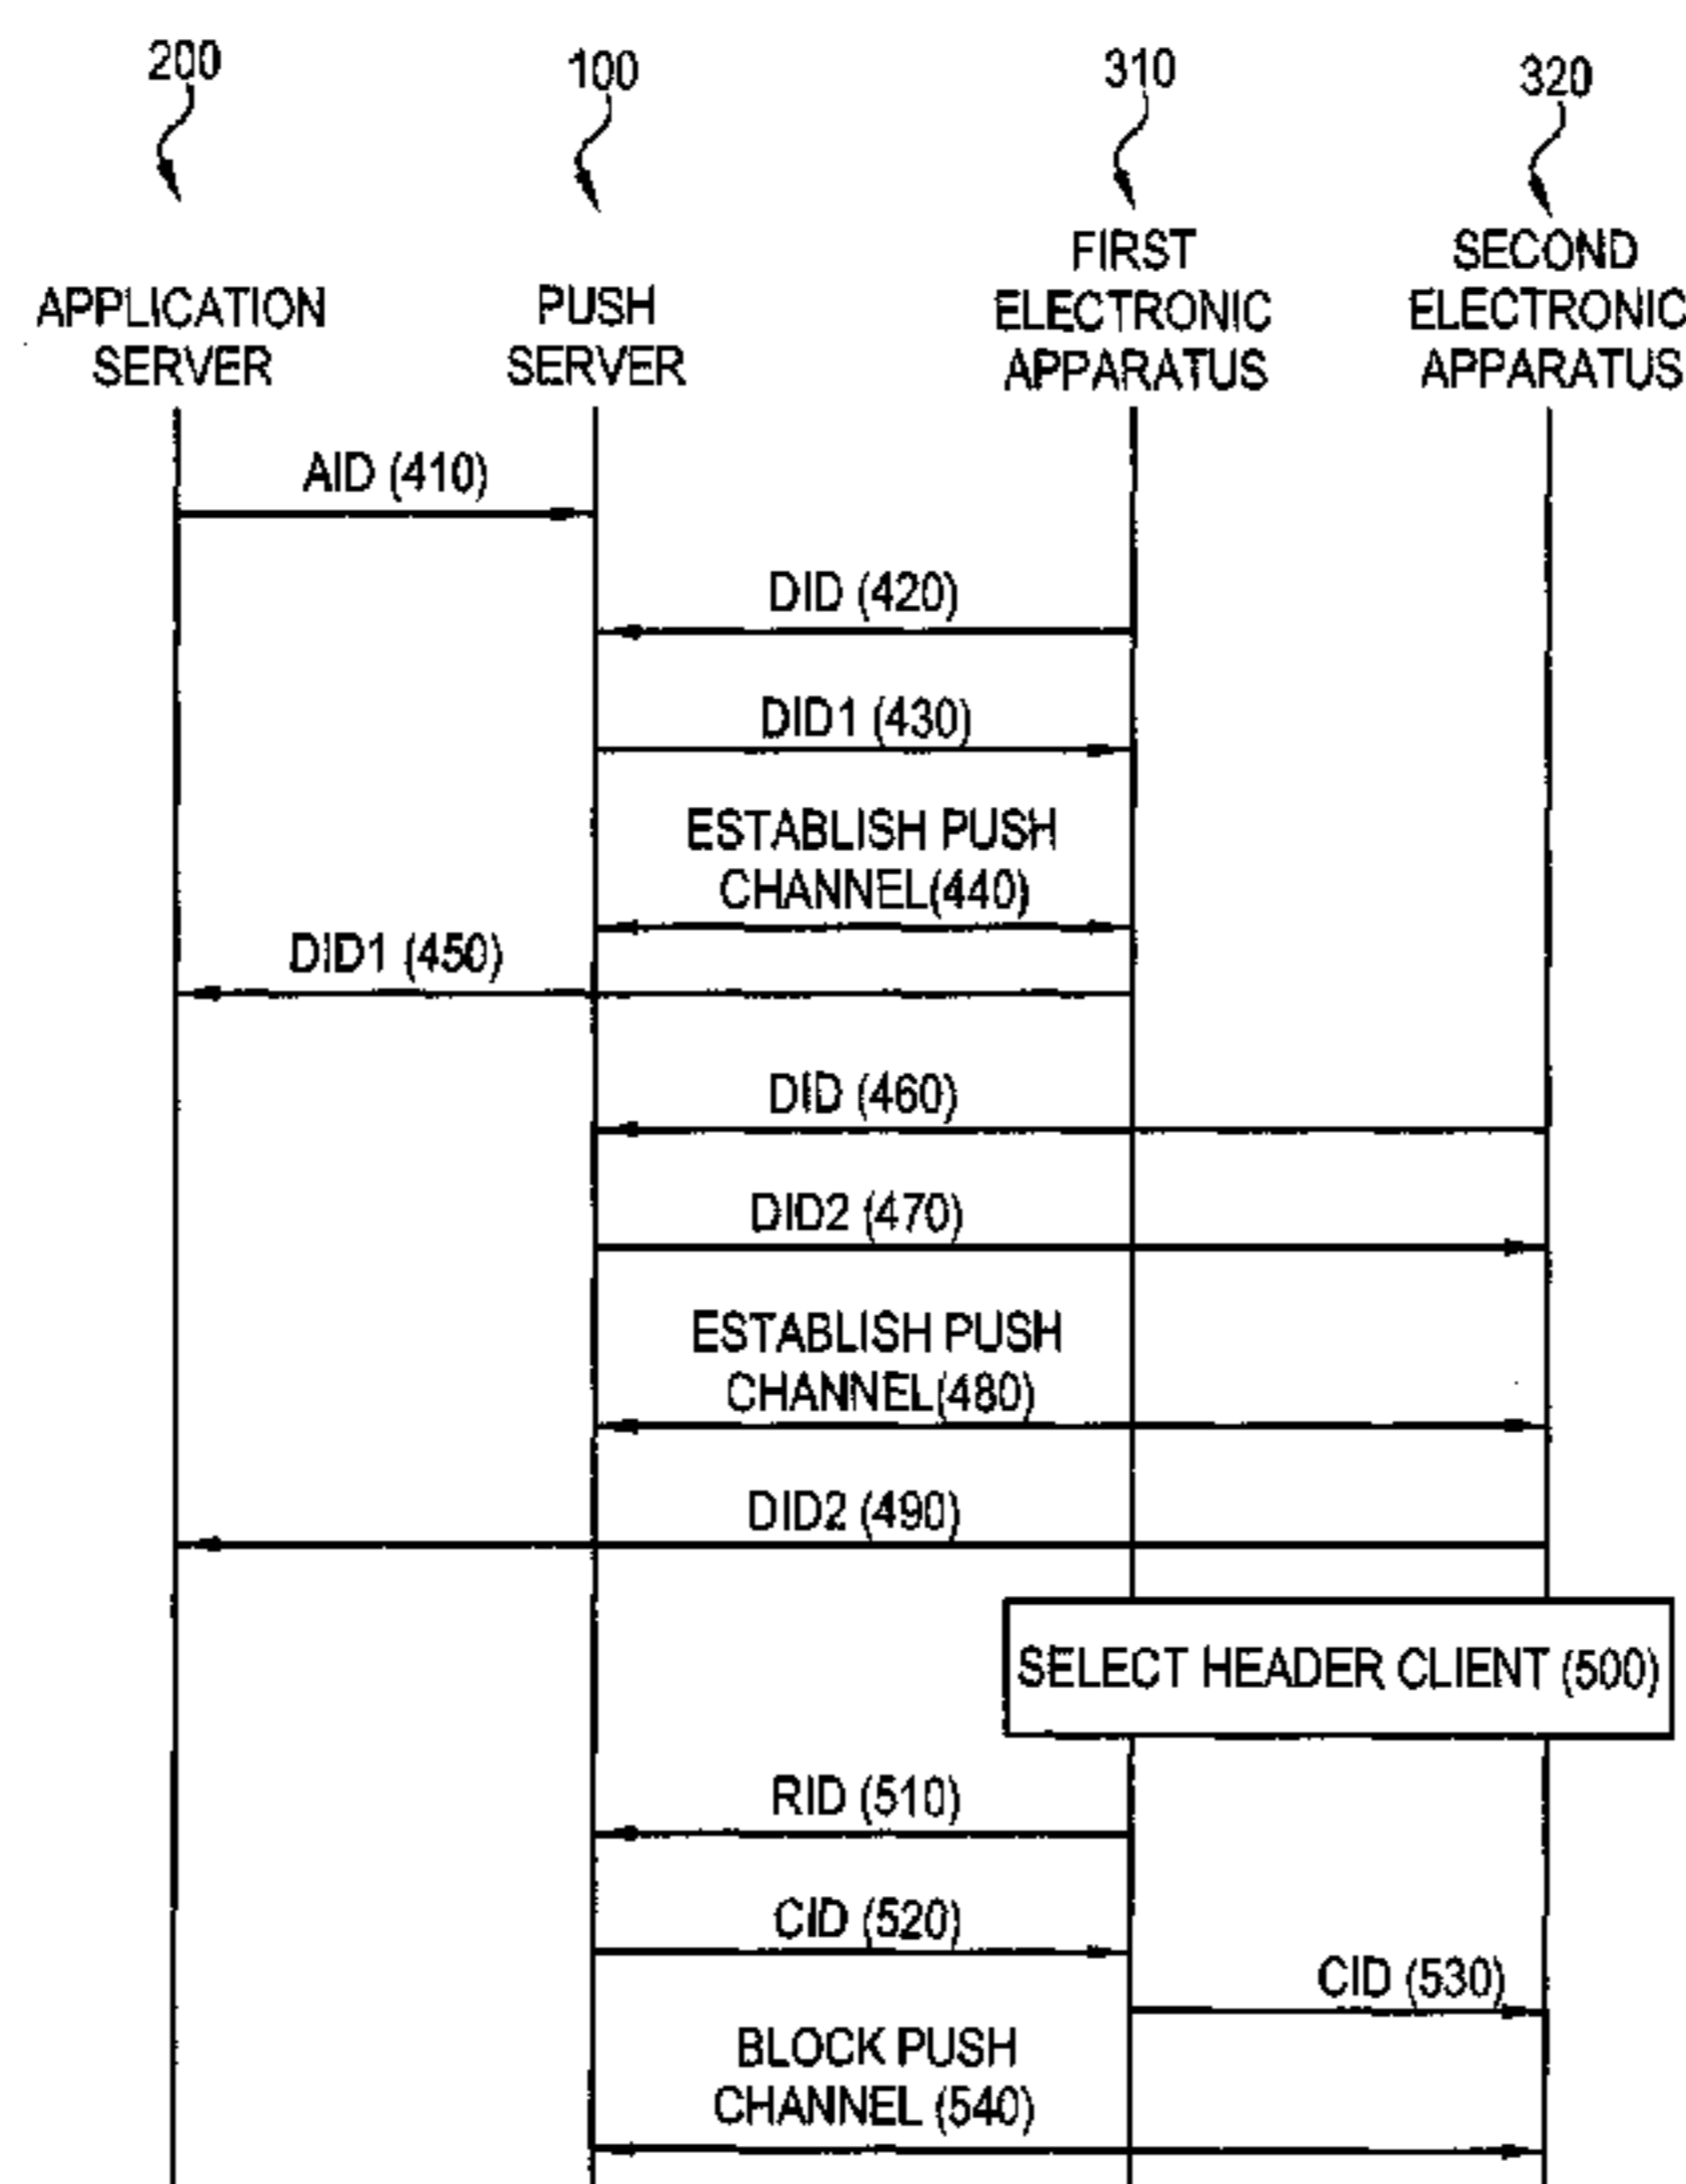 200
100
310
320
APPLICATION
SERVER
PUSH
SERVER
FIRST
ELECTRONIC
APPARATUS
SECOND
ELECTRONIC
APPARATUS
AID (410)
DID (420)
DID1 (430)
ESTABLISH PUSH
CHANNEL(440)
DID1 (450)
DID (460)
DID2 (470)
ESTABLISH PUSH
CHANNEL(480)
DID2 (490)
SELECT HEADER CLIENT (500)
RID (510)
CID (520)
CID (530)
BLOCK PUSH
CHANNEL (540)